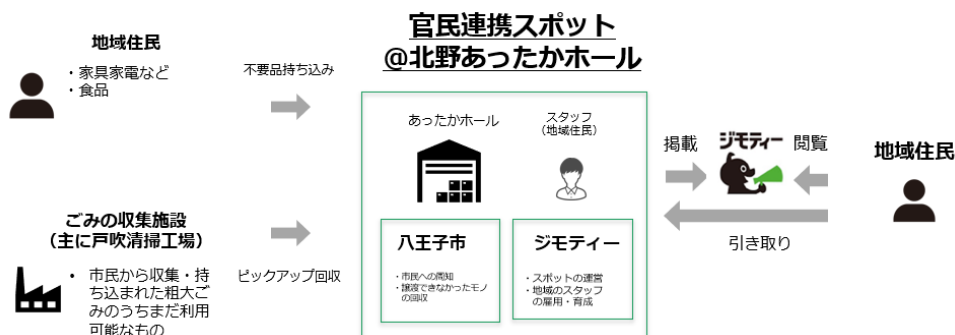 官民連携スポット
@北野あったかホール
地域住民
・家具家電など
・食品
不要品持ち込み
ごみの収集施設
（主に戸吹清掃工場）
• 市民から収集・持
ち込まれた粗大ご
みのうちまだ利用
可能なもの
ピックアップ回収
あったかホール
スタッフ
（地域住民）
八王子市
・市民への周知
・譲渡できなかったモノ
の回収
ジモティー
・スポットの運営
・地域のスタッフ
の雇用・育成
掲載
ジモティー
閲覧
引き取り
地域住民